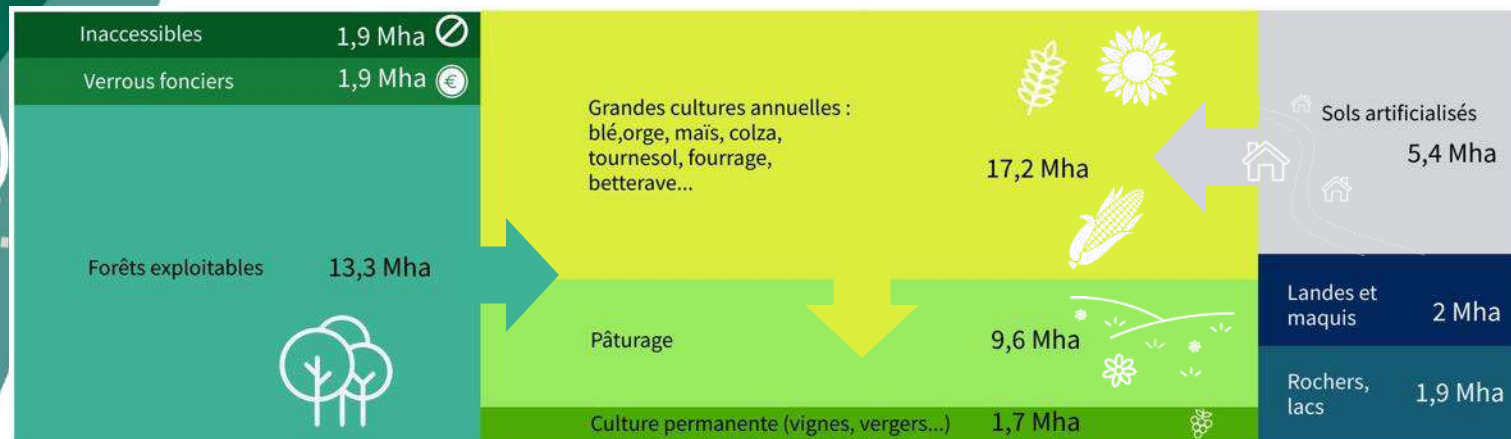 Inaccessibles 1,9 Mha
Verrous fonciers 1,9 Mha €
Forêts exploitables 13,3 Mha
Grandes cultures annuelles :
blé,orge, maïs, colza,
tournesol, fourrage,
betterave...
17,2 Mha
Pâturage 9,6 Mha
Culture permanente (vignes, vergers...) 1,7 Mha
Sols artificialisés
5,4 Mha
Landes et
maquis
2 Mha
Rochers,
lacs
1,9 Mha